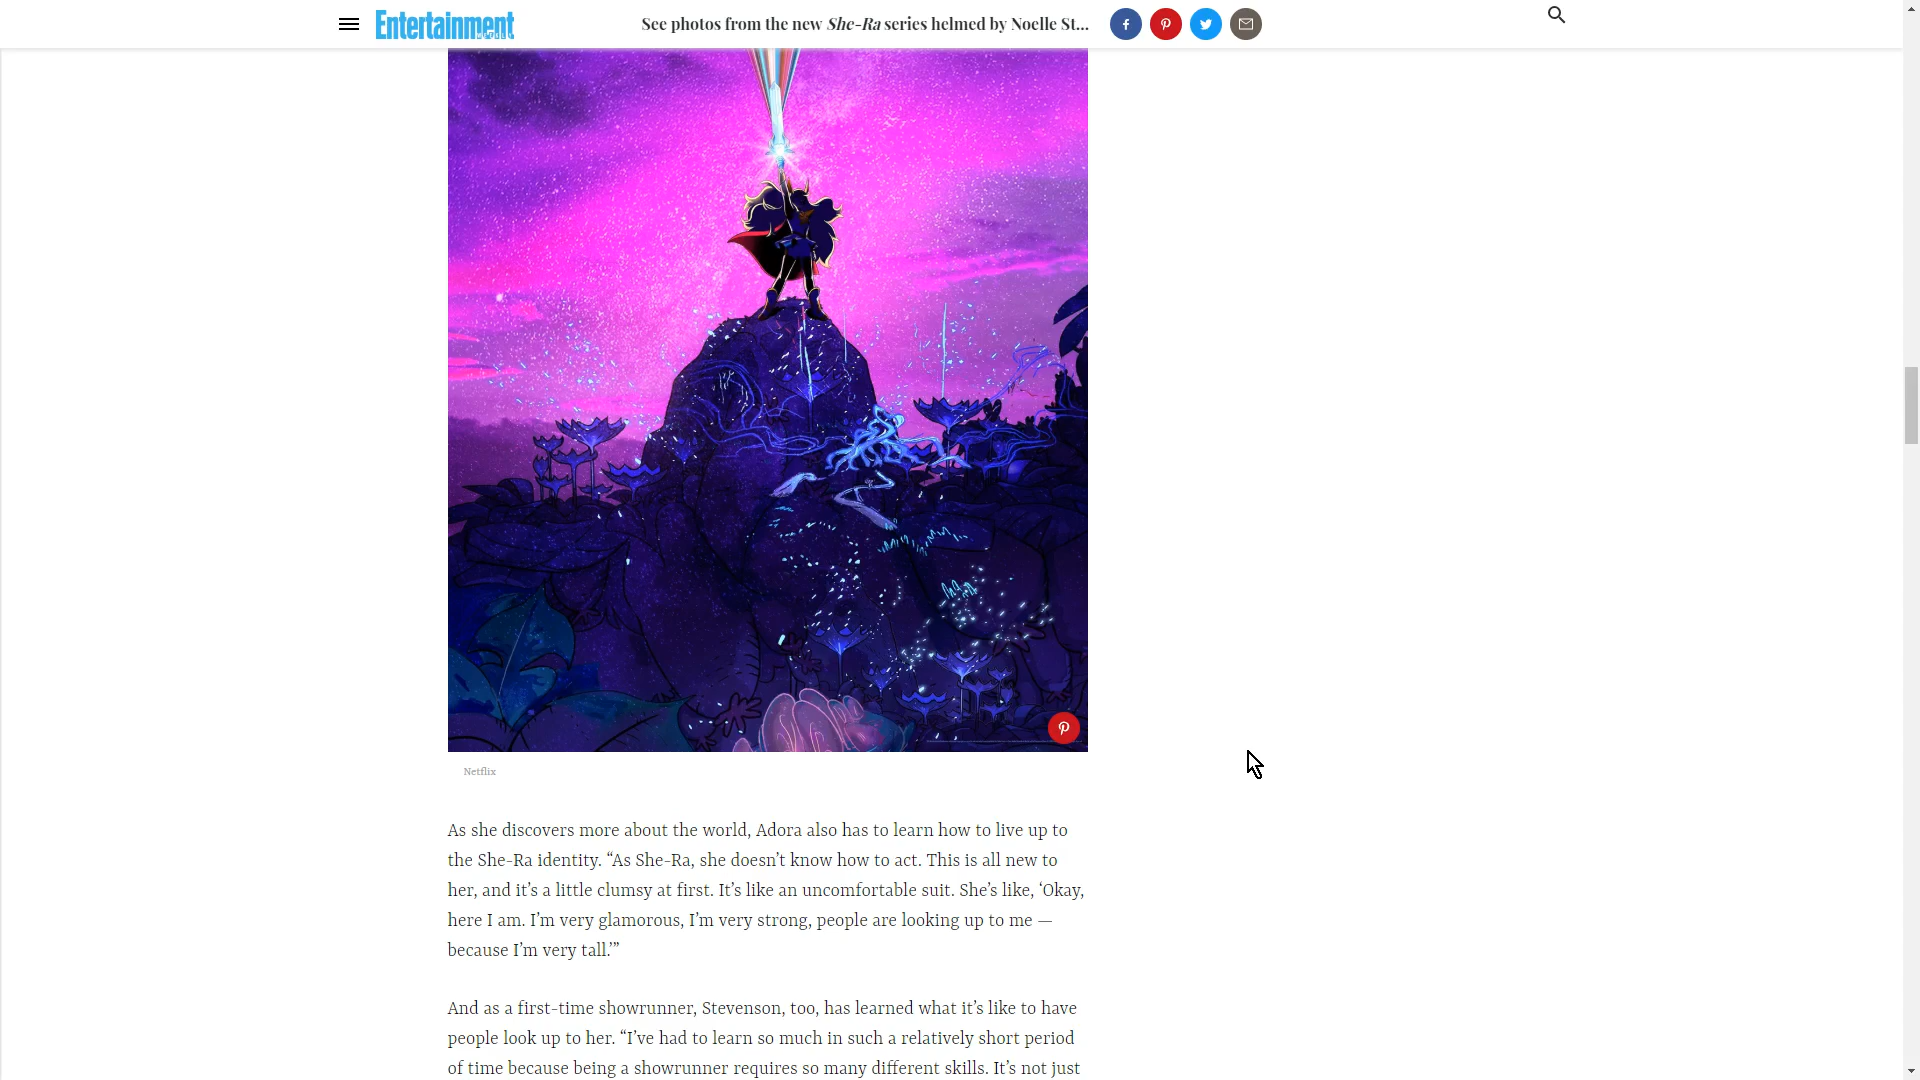 Entertainment
See photos from the new She-Ra series helmed by Noelle St...
Netflix
As she discovers more about the world, Adora also has to learn how to live up to
the She-Ra identity. “As She-Ra, she doesn’t know how to act. This is all new to
her, and it’s a little clumsy at first. It’s like an uncomfortable suit. She’s like, ‘Okay,
here I am. I’m very glamorous, I’m very strong, people are looking up to me —
because I’m very tall.’”
And as a first-time showrunner, Stevenson, too, has learned what it’s like to have
people look up to her. “I’ve had to learn so much in such a relatively short period
of time because being a showrunner requires so many different skills. It’s not just